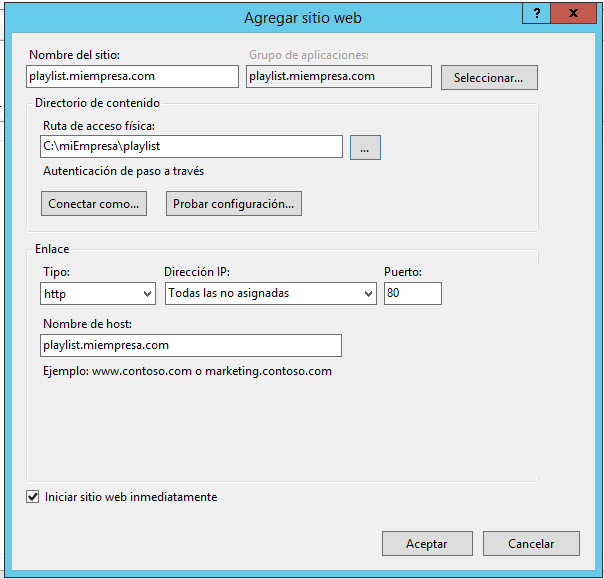 Agregar sitio web
?
x
Nombre del sitio:
Grupo de aplicaciones:
playlist.miempresa.com
playlist.miempresa.com
Seleccionar...
Directorio de contenido
Ruta de acceso física:
C:\miEmpresa\playlist
...
Autenticación de paso a través
Conectar como...
Probar configuración...
Enlace
Tipo:
Dirección IP:
Puerto:
http
Todas las no asignadas
80
Nombre de host:
playlist.miempresa.com
Ejemplo: www.contoso.com o marketing.contoso.com
Iniciar sitio web inmediatamente
Aceptar
Cancelar